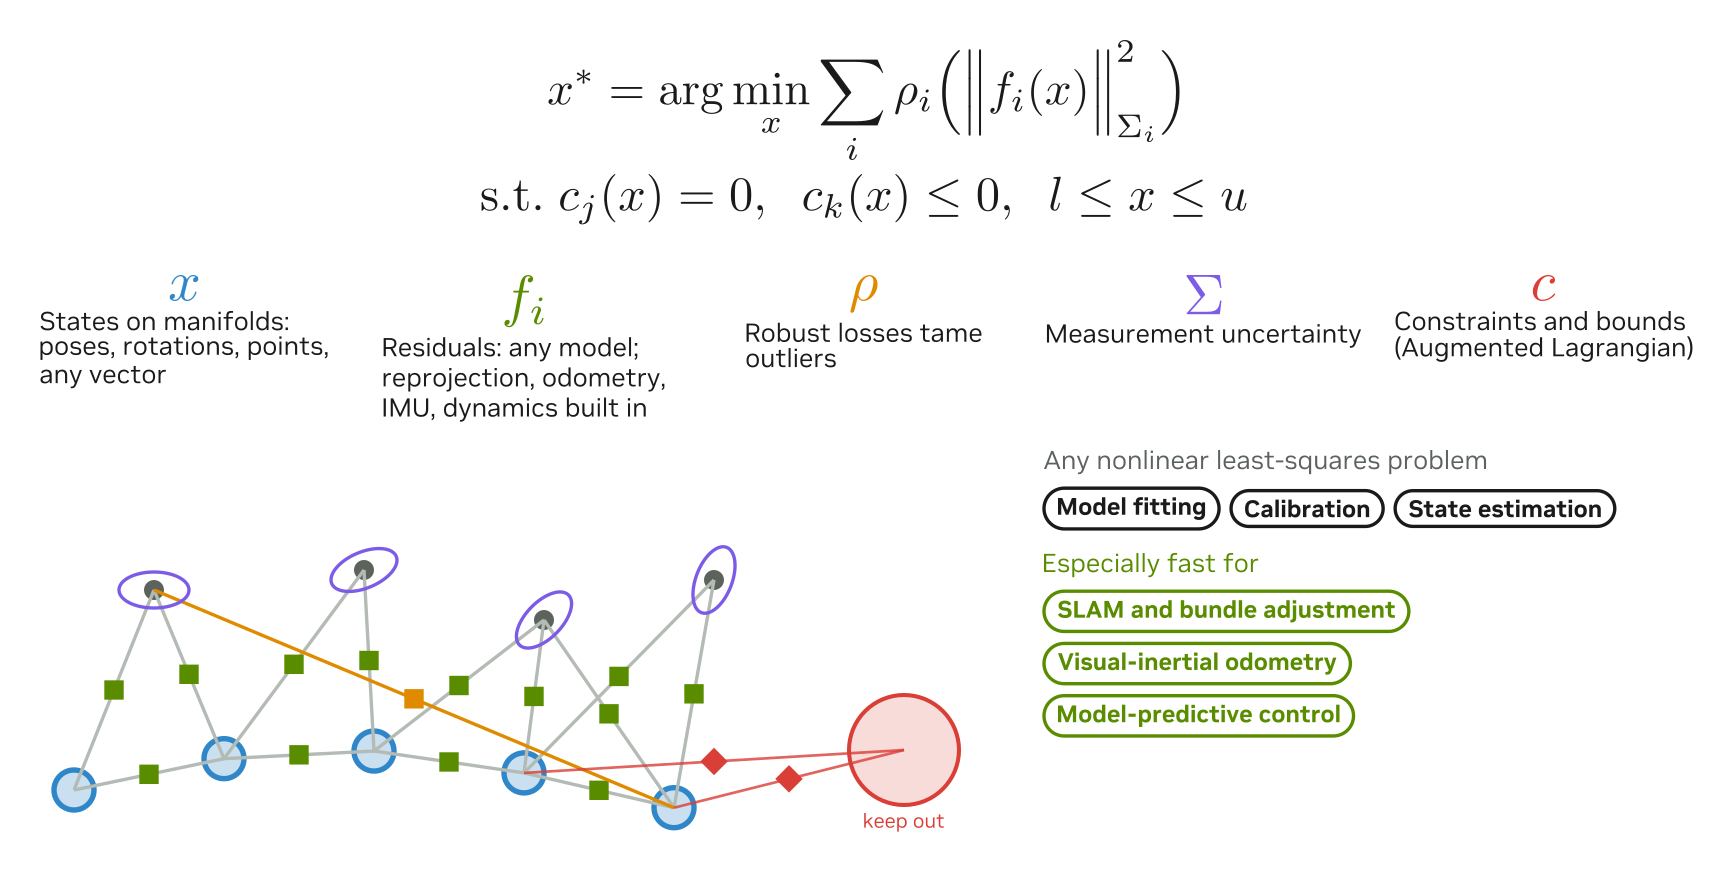 x* = arg min_x ∑_i ρ_i(‖f_i(x)‖²_{Σ_i})
s.t. c_j(x) = 0, c_k(x) ≤ 0, l ≤ x ≤ u
x
States on manifolds:
poses, rotations, points,
any vector
f_i
Residuals: any model;
reprojection, odometry,
IMU, dynamics built in
ρ
Robust losses tame
outliers
Σ
Measurement uncertainty
c
Constraints and bounds
(Augmented Lagrangian)
Any nonlinear least-squares problem
Model fitting
Calibration
State estimation
Especially fast for
SLAM and bundle adjustment
Visual-inertial odometry
Model-predictive control
keep out